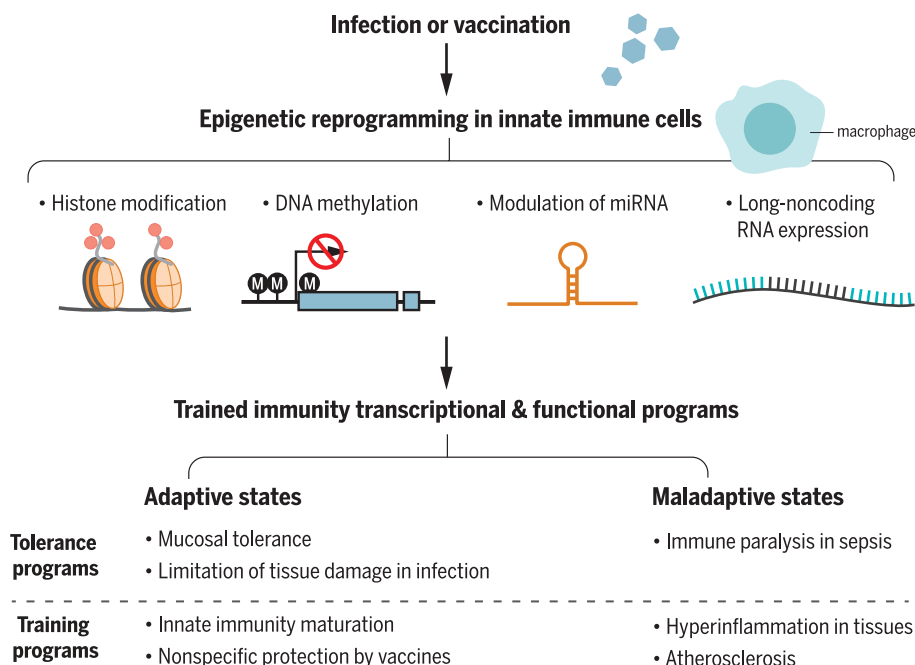 Infection or vaccination
Epigenetic reprogramming in innate immune cells
macrophage
• Histone modification
• DNA methylation
• Modulation of miRNA
• Long-noncoding
RNA expression
M M M
Trained immunity transcriptional & functional programs
Adaptive states
Maladaptive states
Tolerance
programs
• Mucosal tolerance
• Limitation of tissue damage in infection
• Immune paralysis in sepsis
Training
programs
• Innate immunity maturation
• Nonspecific protection by vaccines
• Hyperinflammation in tissues
• Atherosclerosis